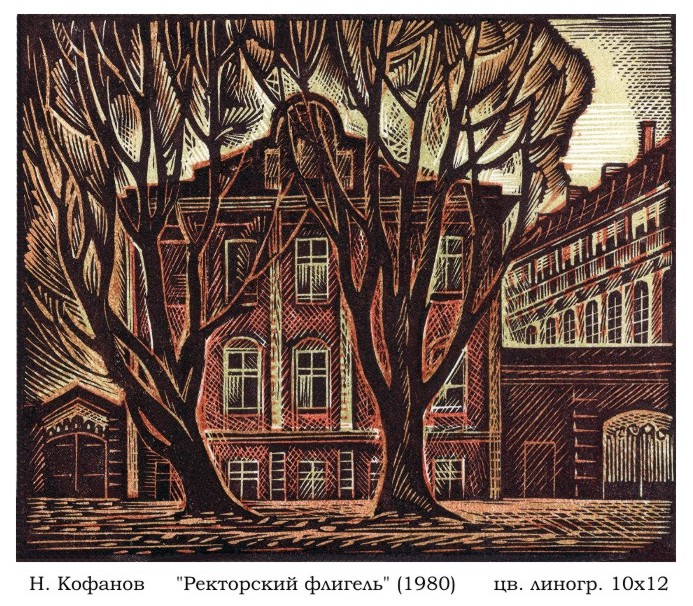 Н. Кофанов "Ректорский флигель" (1980) цв. линогр. 10х12